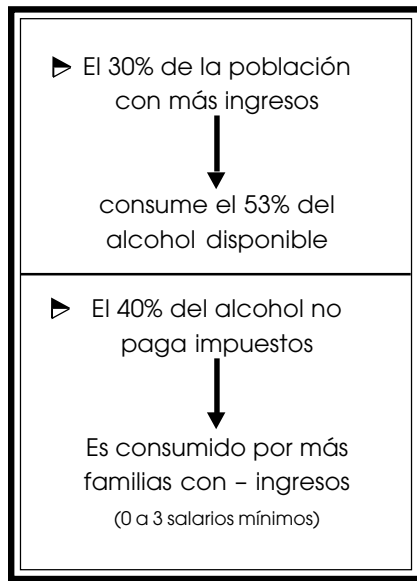 El 30% de la población
con más ingresos
consume el 53% del
alcohol disponible
El 40% del alcohol no
paga impuestos
Es consumido por más
familias con – ingresos
(0 a 3 salarios mínimos)